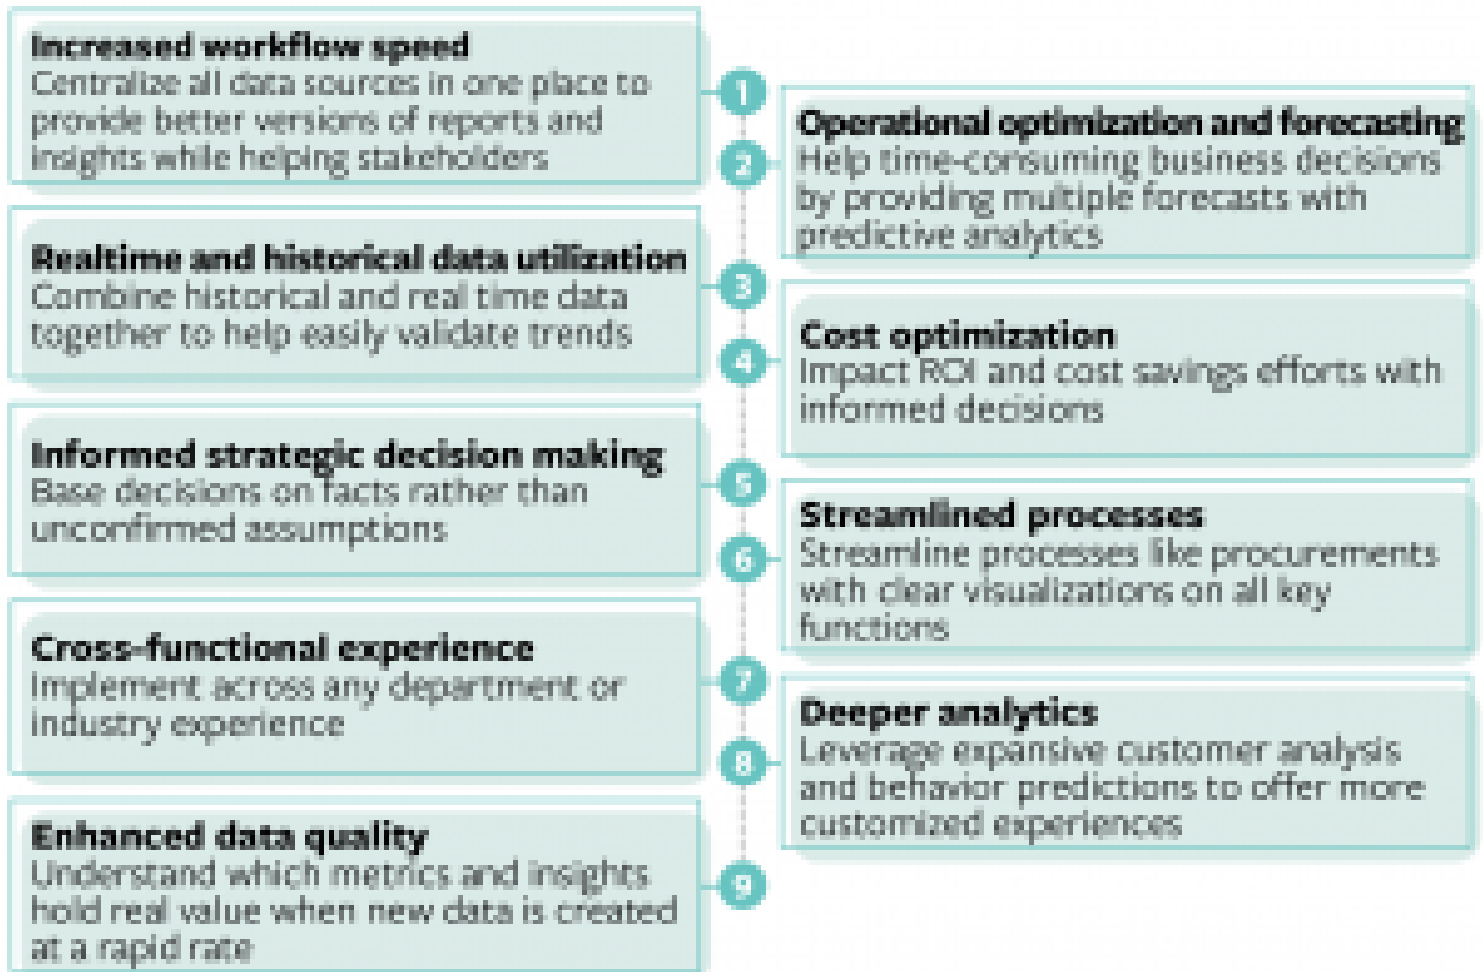 Increased workflow speed
Centralize all data sources in one place to
provide better versions of reports and
insights while helping stakeholders
1
Operational optimization and forecasting
Help time-consuming business decisions
by providing multiple forecasts with
predictive analytics
2
Realtime and historical data utilization
Combine historical and real time data
together to help easily validate trends
3
Cost optimization
Impact ROI and cost savings efforts with
informed decisions
4
Informed strategic decision making
Base decisions on facts rather than
unconfirmed assumptions
5
Streamlined processes
Streamline processes like procurements
with clear visualizations on all key
functions
6
Cross-functional experience
Implement across any department or
industry experience
7
Deeper analytics
Leverage expansive customer analysis
and behavior predictions to offer more
customized experiences
8
Enhanced data quality
Understand which metrics and insights
hold real value when new data is created
at a rapid rate
9